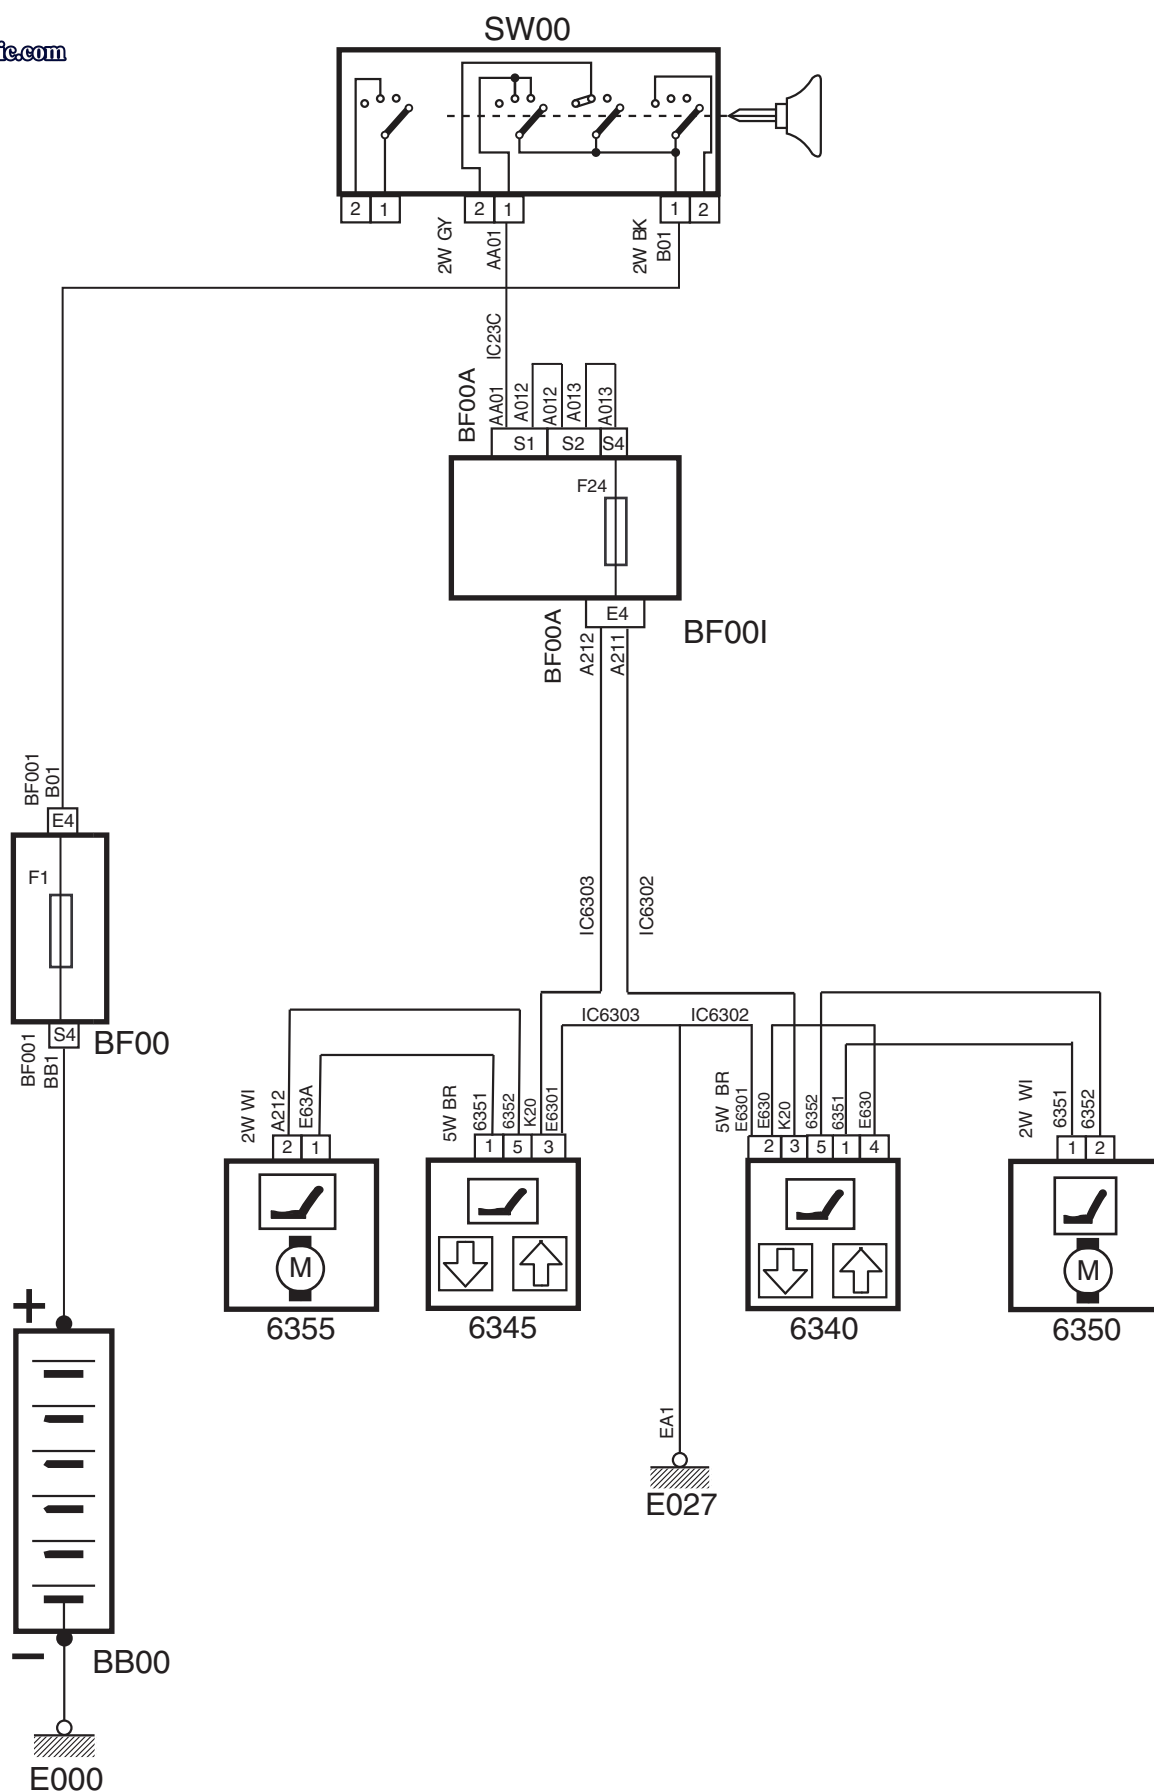 SW00
ic.com
2 1
2 1
1 2
2W GY
AA01
2W BK
B01
IC23C
BF00A
AA01
A012
A012
A013
A013
S1 S2 S4
F24
E4
BF00A
A212
A211
BF00I
BF001
B01
E4
F1
S4
BF00
BF001
BB1
IC6303
IC6302
IC6303 IC6302
2W WI
A212
E63A
2 1
5W BR
6351
6352
K20
E6301
1 5 3
5W BR
E6301
E630
K20
6352
6351
E630
2 3 5 1 4
2W WI
6351
6352
1 2
M
M
6355
6345
6340
6350
+
EA1
E027
–
BB00
E000